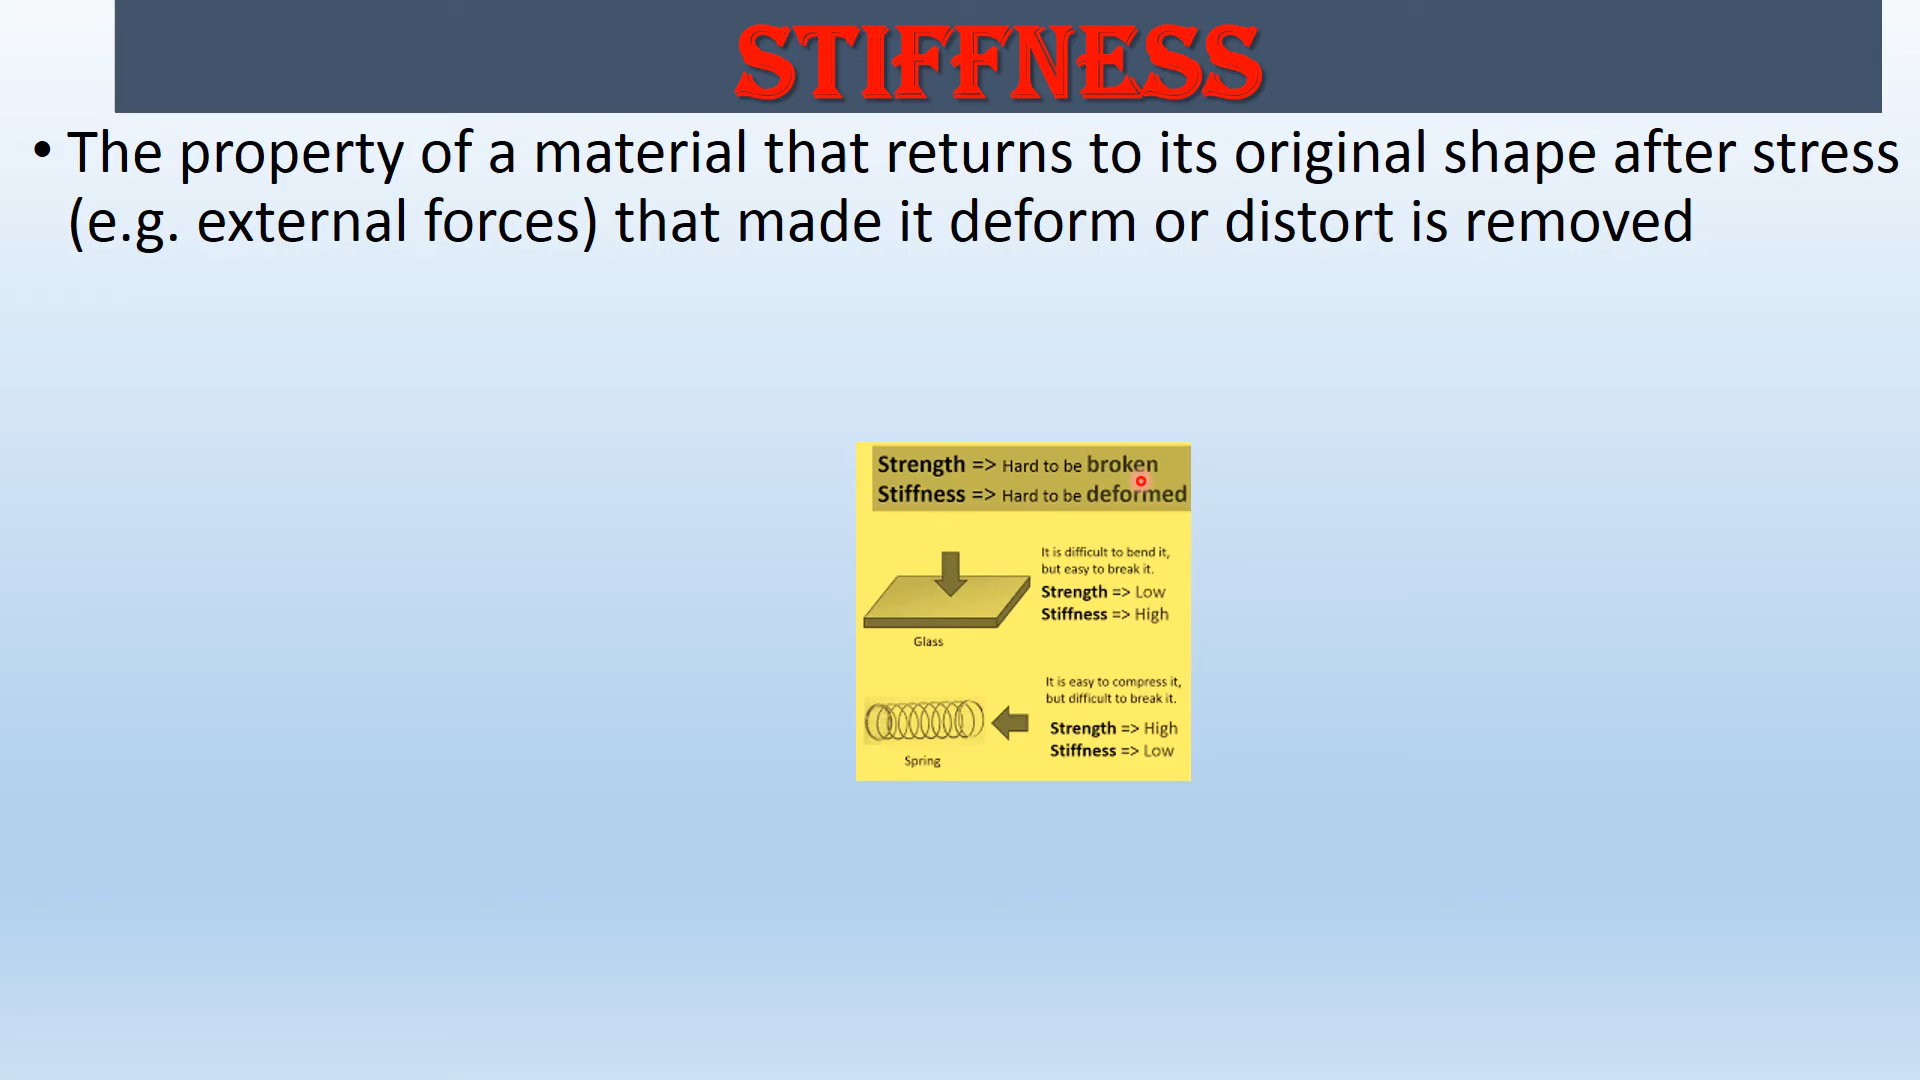 STIFFNESS
• The property of a material that returns to its original shape after stress
(e.g. external forces) that made it deform or distort is removed
Strength => Hard to be broken
Stiffness => Hard to be deformed
It is difficult to bend it,
but easy to break it.
Strength => Low
Stiffness => High
Glass
It is easy to compress it,
but difficult to break it.
Strength => High
Stiffness => Low
Spring